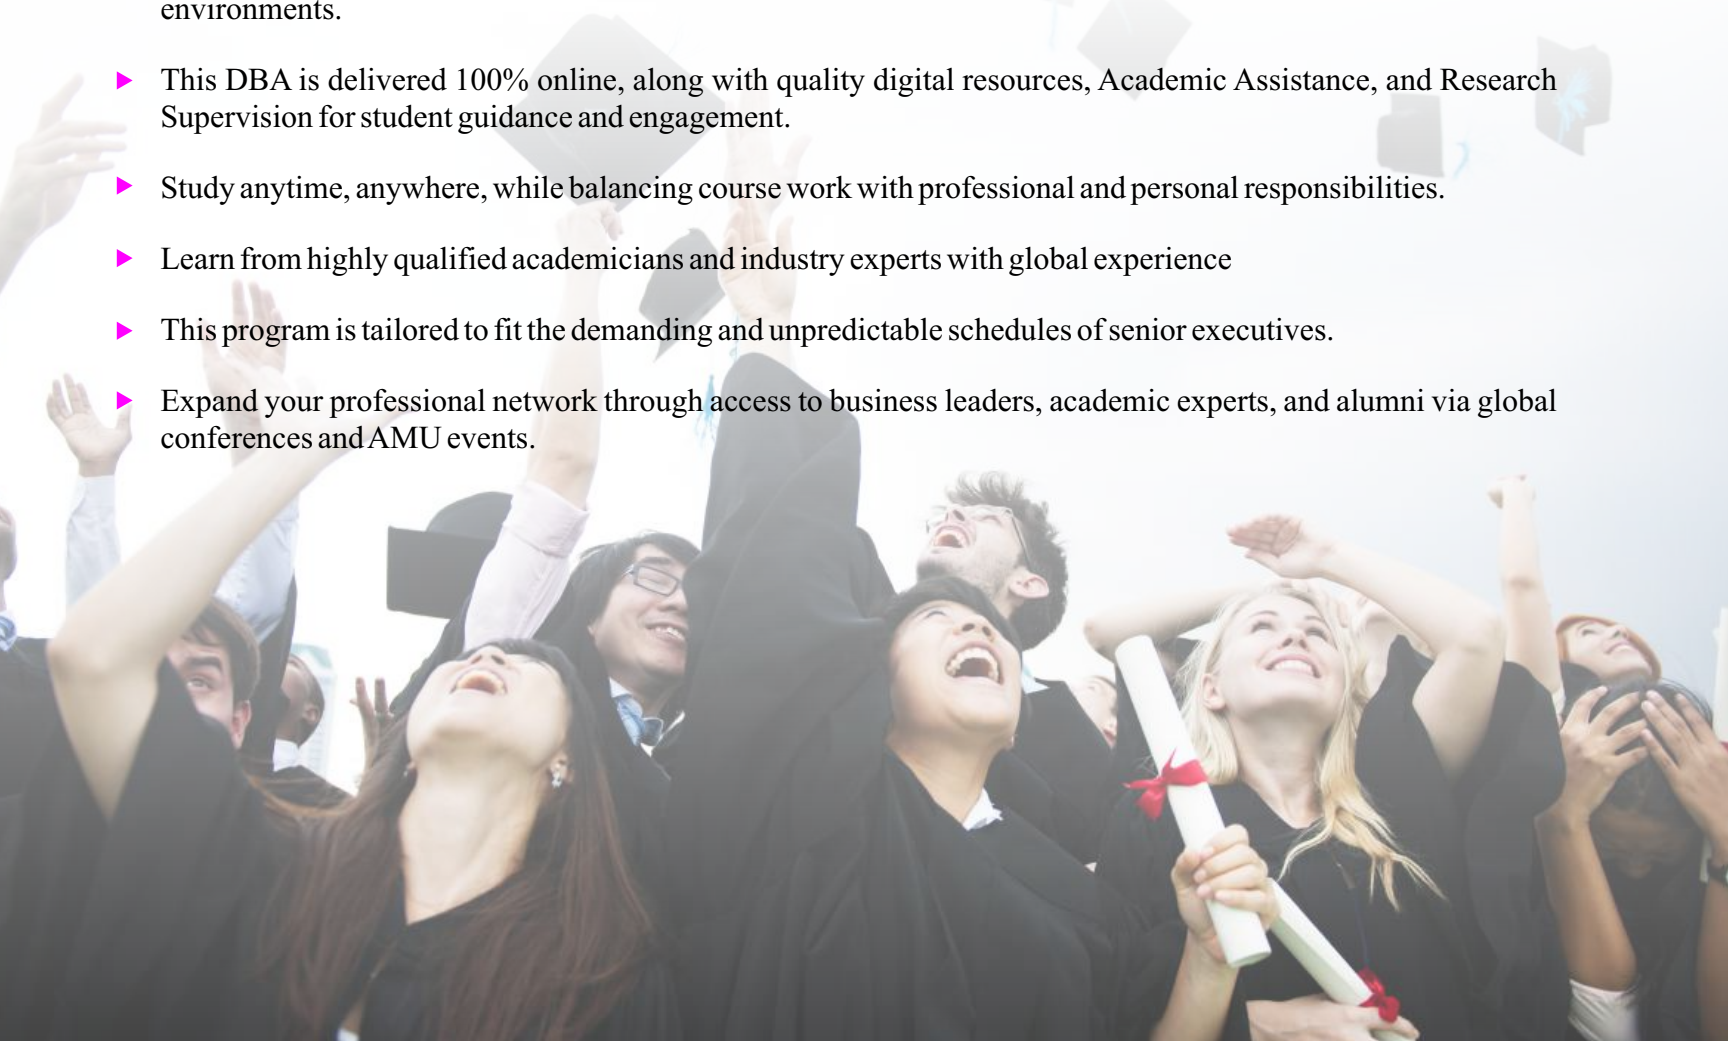 environments.
This DBA is delivered 100% online, along with quality digital resources, Academic Assistance, and Research
Supervision for student guidance and engagement.
Study anytime, anywhere, while balancing course work with professional and personal responsibilities.
Learn from highly qualified academicians and industry experts with global experience
This program is tailored to fit the demanding and unpredictable schedules of senior executives.
Expand your professional network through access to business leaders, academic experts, and alumni via global
conferences and AMU events.